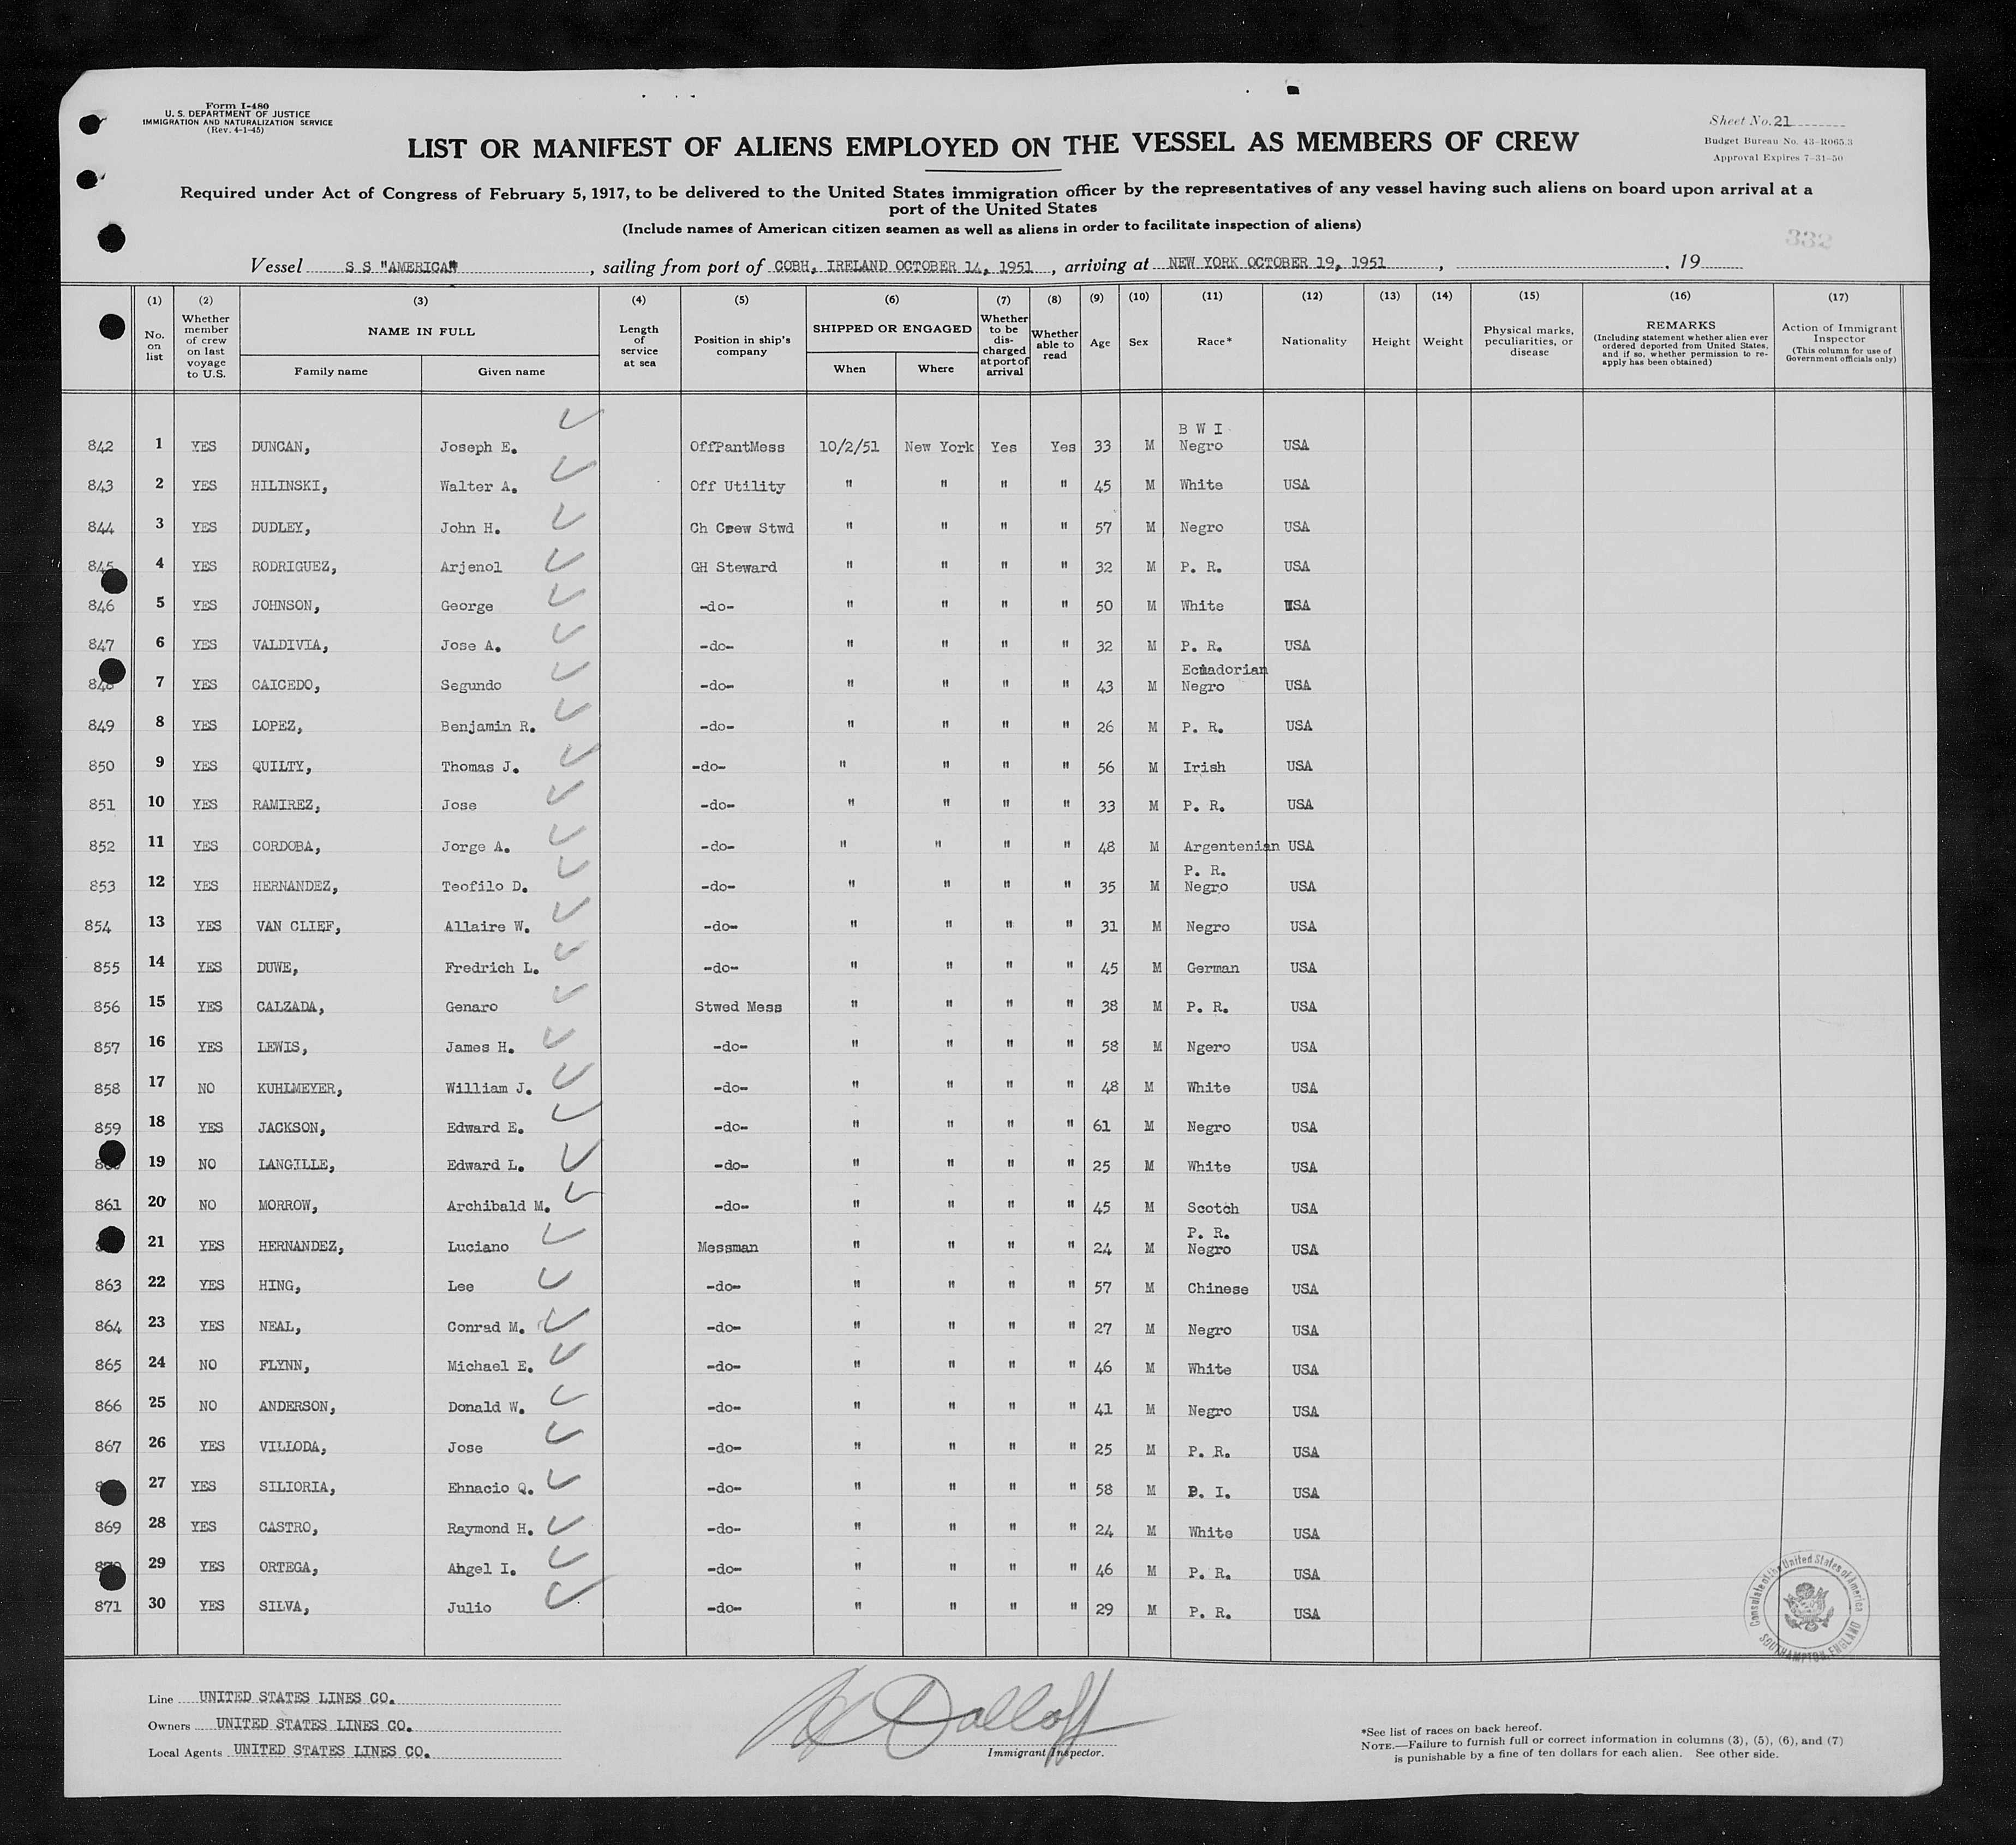 Form I-480
U. S. DEPARTMENT OF JUSTICE
IMMIGRATION AND NATURALIZATION SERVICE
(Rev. 4-1-45)
Sheet No. 21
Budget Bureau No. 43-R065.3
Approval Expires 7-31-50
LIST OR MANIFEST OF ALIENS EMPLOYED ON THE VESSEL AS MEMBERS OF CREW
Required under Act of Congress of February 5, 1917, to be delivered to the United States immigration officer by the representatives of any vessel having such aliens on board upon arrival at a
port of the United States
(Include names of American citizen seamen as well as aliens in order to facilitate inspection of aliens)
332
Vessel S S "AMERICA", sailing from port of COBH, IRELAND OCTOBER 14, 1951, arriving at NEW YORK OCTOBER 19, 1951, , 19
(1) No. on list (2) Whether member of crew on last voyage to U.S. (3) NAME IN FULL Family name Given name (4) Length of service at sea (5) Position in ship's company (6) SHIPPED OR ENGAGED When Where (7) Whether to be discharged at port of arrival (8) Whether able to read (9) Age (10) Sex (11) Race* (12) Nationality (13) Height (14) Weight (15) Physical marks, peculiarities, or disease (16) REMARKS (Including statement whether alien ever ordered deported from United States, and if so, whether permission to re-apply has been obtained) (17) Action of Immigrant Inspector (This column for use of Government officials only)
842 1 YES DUNCAN, Joseph E. OffPantMess 10/2/51 New York Yes Yes 33 M B W I Negro USA
843 2 YES HILINSKI, Walter A. Off Utility " " " " 45 M White USA
844 3 YES DUDLEY, John H. Ch Crew Stwd " " " " 57 M Negro USA
845 4 YES RODRIGUEZ, Arjenol GH Steward " " " " 32 M P. R. USA
846 5 YES JOHNSON, George -do- " " " " 50 M White USA
847 6 YES VALDIVIA, Jose A. -do- " " " " 32 M P. R. USA
848 7 YES CAICEDO, Segundo -do- " " " " 43 M Ecuadorian Negro USA
849 8 YES LOPEZ, Benjamin R. -do- " " " " 26 M P. R. USA
850 9 YES QUILTY, Thomas J. -do- " " " " 56 M Irish USA
851 10 YES RAMIREZ, Jose -do- " " " " 33 M P. R. USA
852 11 YES CORDOBA, Jorge A. -do- " " " " 48 M Argentenian USA
853 12 YES HERNANDEZ, Teofilo D. -do- " " " " 35 M P. R. Negro USA
854 13 YES VAN CLIEF, Allaire W. -do- " " " " 31 M Negro USA
855 14 YES DUWE, Fredrich L. -do- " " " " 45 M German USA
856 15 YES CALZADA, Genaro Stwed Mess " " " " 38 M P. R. USA
857 16 YES LEWIS, James H. -do- " " " " 58 M Ngero USA
858 17 NO KUHLMEYER, William J. -do- " " " " 48 M White USA
859 18 YES JACKSON, Edward E. -do- " " " " 61 M Negro USA
19 NO LANGILLE, Edward L. -do- " " " " 25 M White USA
861 20 NO MORROW, Archibald M. -do- " " " " 45 M Scotch USA
21 YES HERNANDEZ, Luciano Messman " " " " 24 M P. R. Negro USA
863 22 YES HING, Lee -do- " " " " 57 M Chinese USA
864 23 YES NEAL, Conrad M. -do- " " " " 27 M Negro USA
865 24 NO FLYNN, Michael E. -do- " " " " 46 M White USA
866 25 NO ANDERSON, Donald W. -do- " " " " 41 M Negro USA
867 26 YES VILLODA, Jose -do- " " " " 25 M P. R. USA
27 YES SILIORIA, Ehnacio Q. -do- " " " " 58 M P. I. USA
869 28 YES CASTRO, Raymond H. -do- " " " " 24 M White USA
870 29 YES ORTEGA, Angel I. -do- " " " " 46 M P. R. USA
871 30 YES SILVA, Julio -do- " " " " 29 M P. R. USA
Consulate of the United States of America SOUTHAMPTON, ENGLAND
Line UNITED STATES LINES CO.
Owners UNITED STATES LINES CO.
Local Agents UNITED STATES LINES CO.
Dalloff
Immigrant Inspector.
*See list of races on back hereof.
NOTE.—Failure to furnish full or correct information in columns (3), (5), (6), and (7)
is punishable by a fine of ten dollars for each alien. See other side.